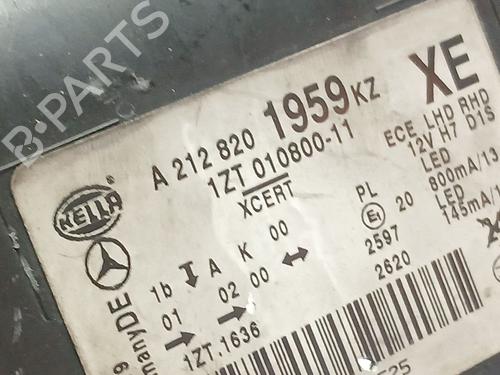 B-PARTS
XE
A 212 820 1959 KZ
1ZT 010800-11
XCERT
ECE LHD RHD
12V H7 D1S
LED
800mA/13
LED
145mA/
HELLA
1b A K 00
01 02 00
1ZT.1636
PL
E1 20
2597
2620
manyDE